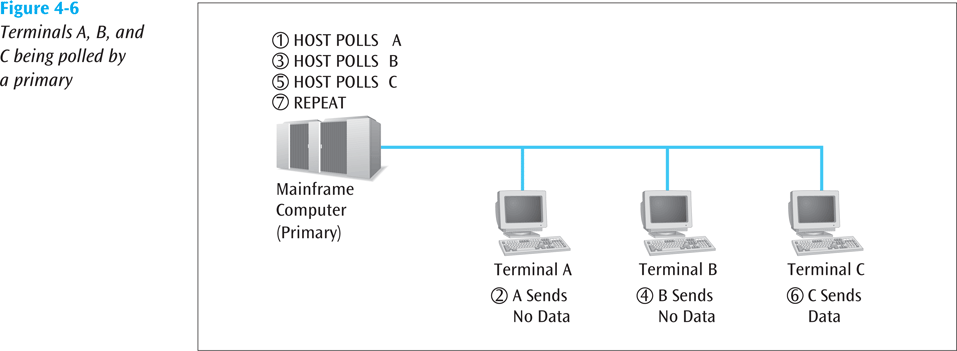 Figure 4-6
Terminals A, B, and
C being polled by
a primary
① HOST POLLS A
③ HOST POLLS B
⑤ HOST POLLS C
⑦ REPEAT
Mainframe
Computer
(Primary)
Terminal A
② A Sends
No Data
Terminal B
④ B Sends
No Data
Terminal C
⑥ C Sends
Data